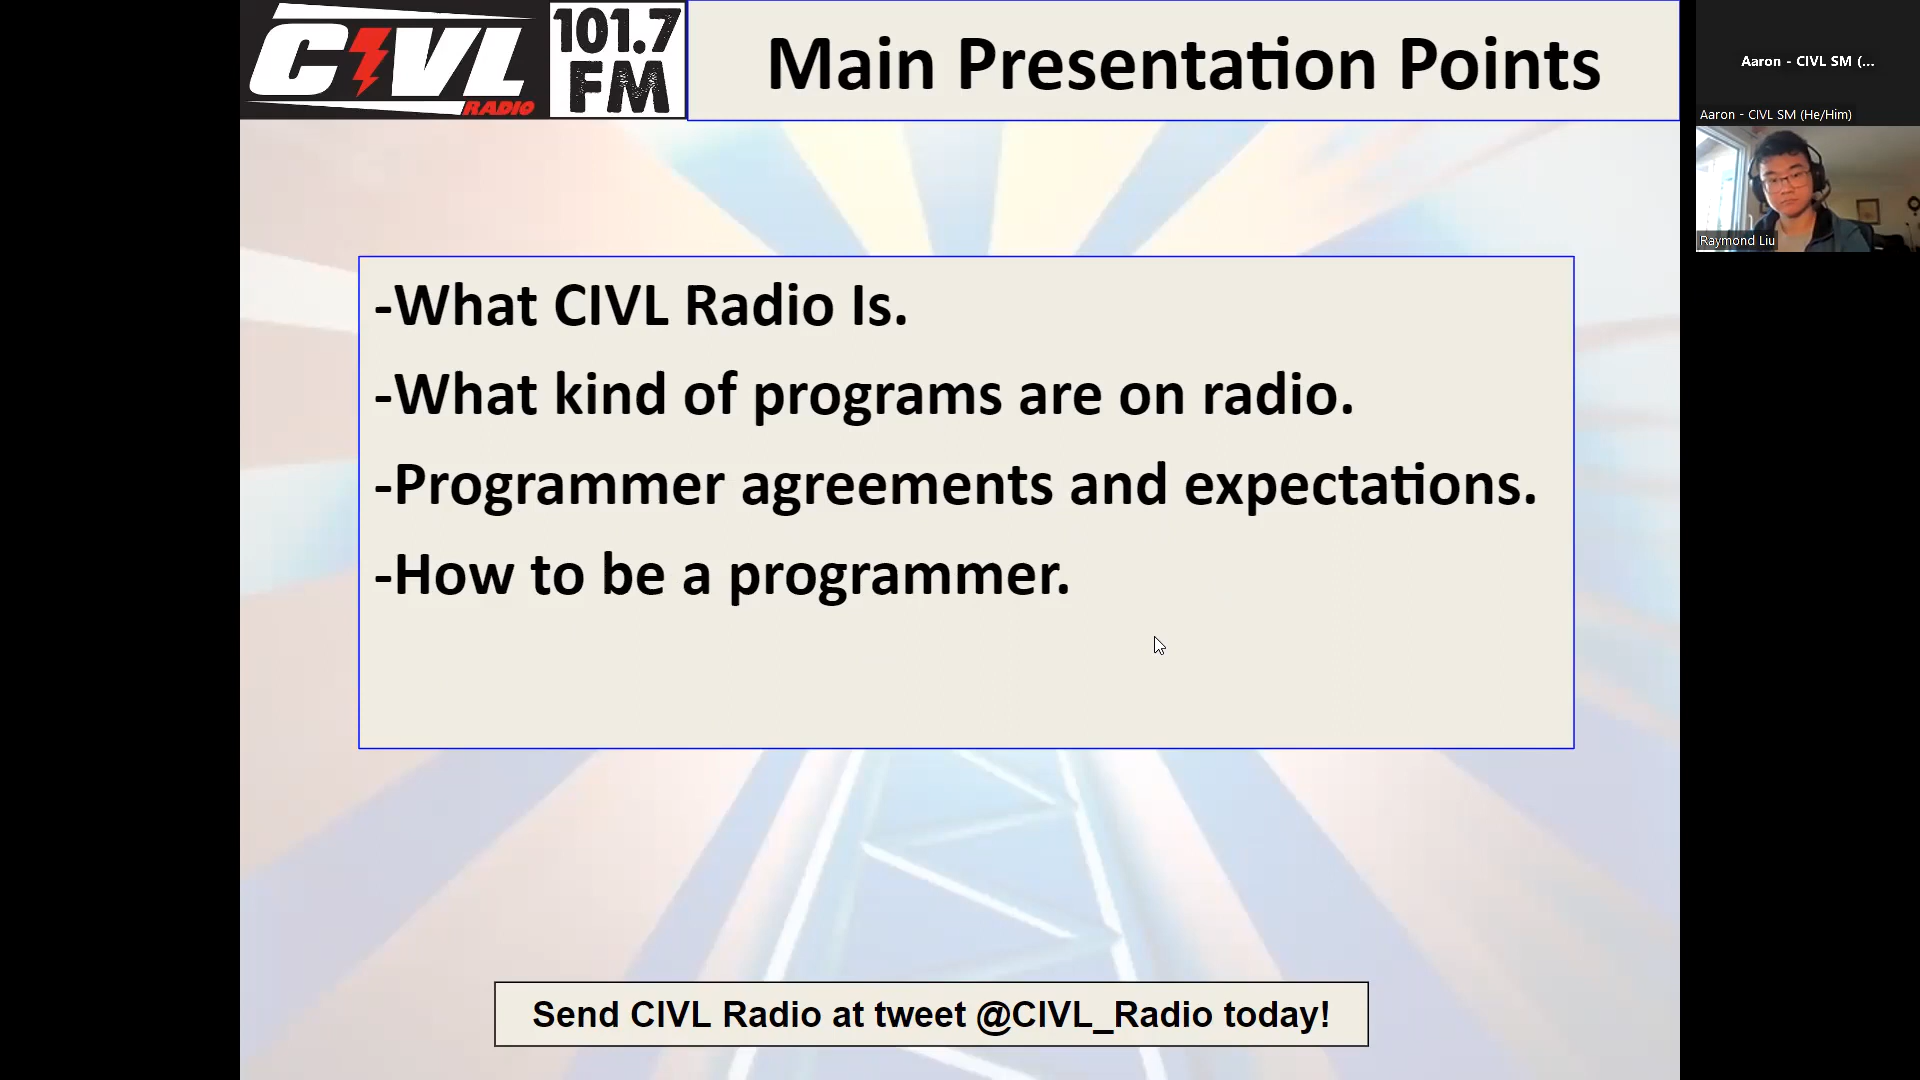 CIVL
RADIO
101.7
FM
Main Presentation Points
Aaron - CIVL SM (...
Aaron - CIVL SM (He/Him)
Raymond Liu
-What CIVL Radio Is.
-What kind of programs are on radio.
-Programmer agreements and expectations.
-How to be a programmer.
Send CIVL Radio at tweet @CIVL_Radio today!